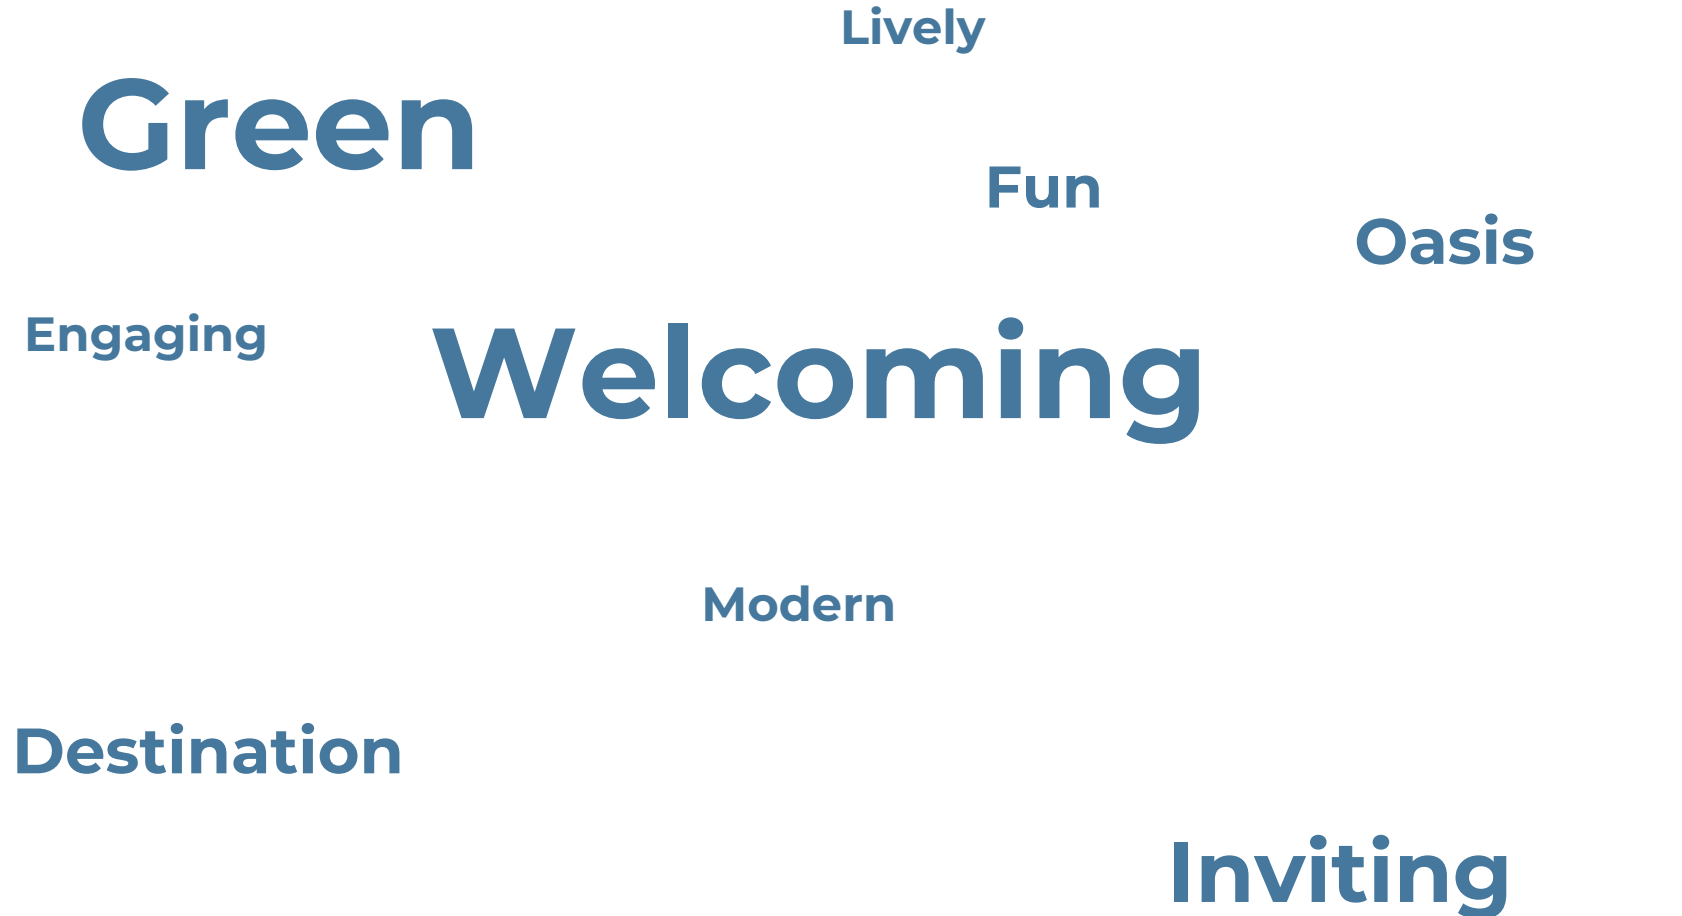 Lively
Green
Fun
Oasis
Engaging
Welcoming
Modern
Destination
Inviting